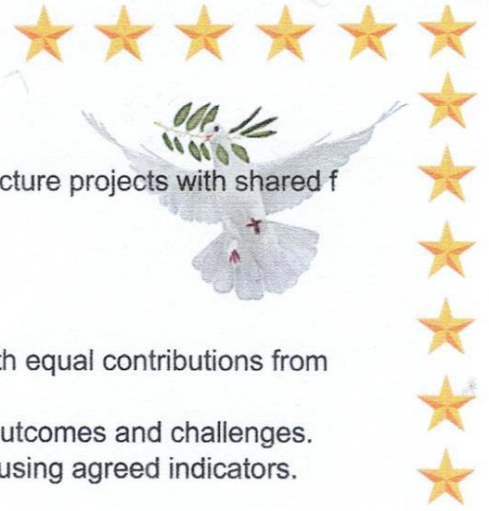 cture projects with shared f
th equal contributions from
utcomes and challenges.
using agreed indicators.